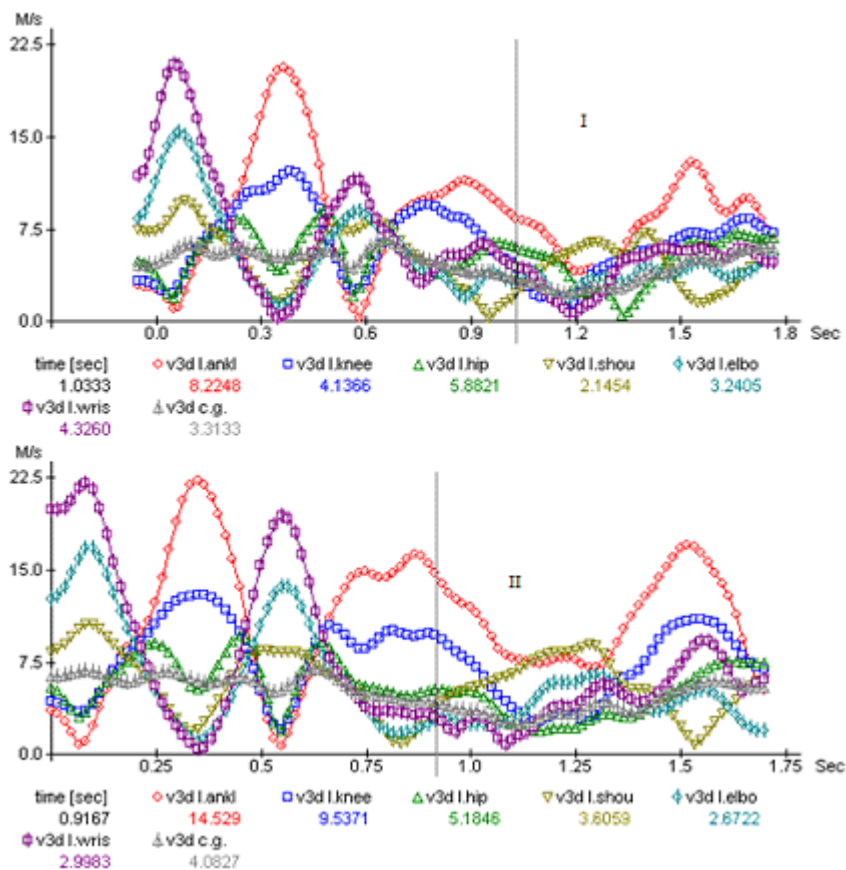 M/s
22.5
I
15.0
7.5
0.0
0.0 0.3 0.6 0.9 1.2 1.5 1.8 Sec
time [sec] v3d l.ankl v3d l.knee v3d l.hip v3d l.shou v3d l.elbo
1.0333 8.2248 4.1366 5.8821 2.1454 3.2405
v3d l.wris v3d c.g.
4.3260 3.3133
M/s
22.5
15.0
II
7.5
0.0
0.25 0.5 0.75 1.0 1.25 1.5 1.75 Sec
time [sec] v3d l.ankl v3d l.knee v3d l.hip v3d l.shou v3d l.elbo
0.9167 14.529 9.5371 5.1846 3.6059 2.6722
v3d l.wris v3d c.g.
2.9983 4.0827